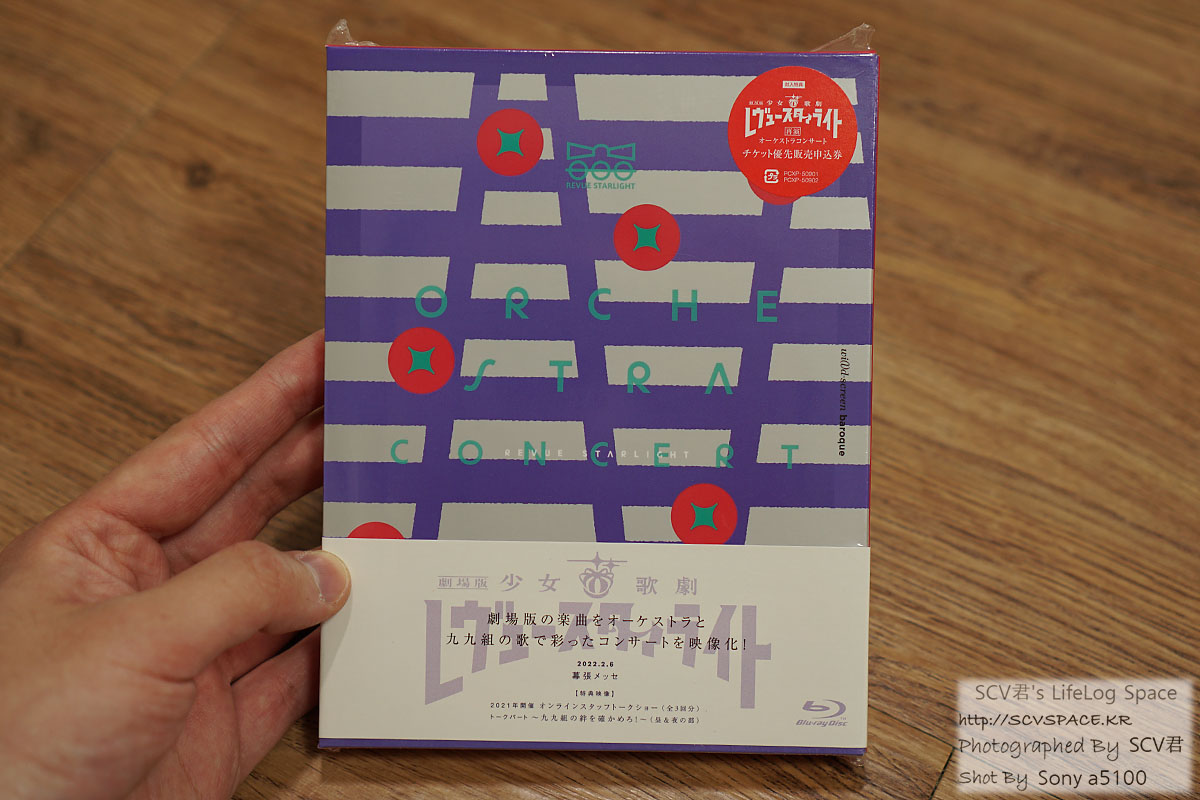 封入特典
劇場版 少女 歌劇
レヴュースタァライト
再演
オーケストラコンサート
チケット優先販売申込券
PCXP-50901
PCXP-50902
REVUE STARLIGHT
ORCHE
STRA
CONCERT
REVUE STARLIGHT
wi(l)d-screen baroque
劇場版 少女 歌劇
レヴュースタァライト
劇場版の楽曲をオーケストラと
九九組の歌で彩ったコンサートを映像化!
2022.2.6
幕張メッセ
【特典映像】
2021年開催 オンラインスタッフトークショー(全3回分)
トークパート ～九九組の絆を確かめろ!～(昼&夜の部)
Blu-ray Disc
SCV君's LifeLog Space
http://SCVSPACE.KR
Photographed By SCV君
Shot By Sony a5100